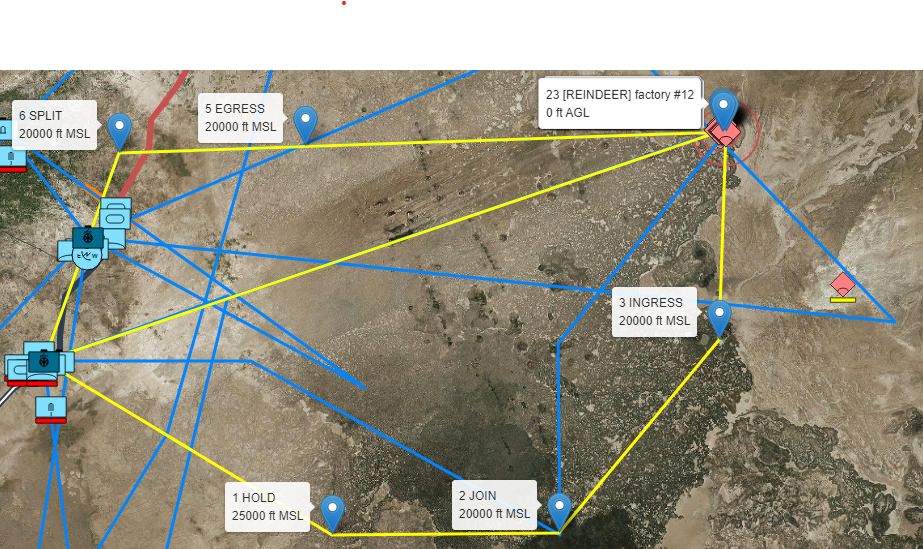 6 SPLIT
20000 ft MSL
5 EGRESS
20000 ft MSL
23 [REINDEER] factory #12
0 ft AGL
3 INGRESS
20000 ft MSL
1 HOLD
25000 ft MSL
2 JOIN
20000 ft MSL